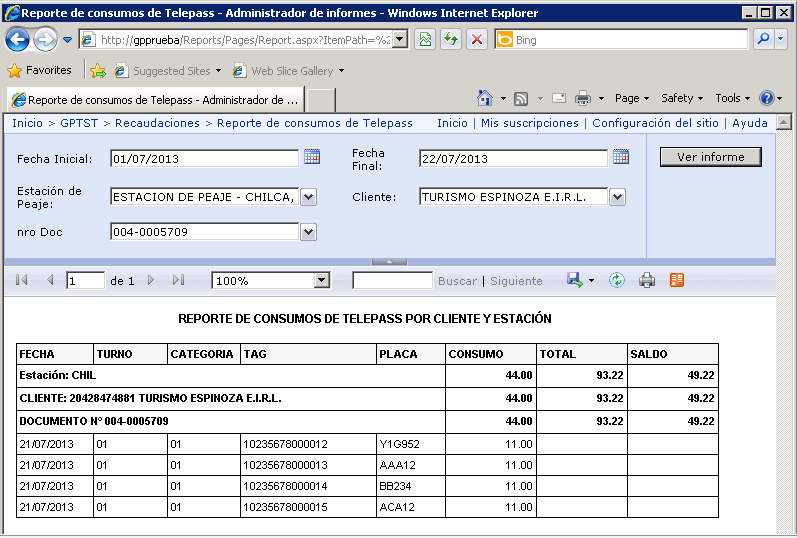 Reporte de consumos de Telepass - Administrador de informes - Windows Internet Explorer
http://gpprueba/Reports/Pages/Report.aspx?ItemPath=%2
Bing
Favorites Suggested Sites Web Slice Gallery
Reporte de consumos de Telepass - Administrador de ...
Page Safety Tools
Inicio > GPTST > Recaudaciones > Reporte de consumos de Telepass Inicio | Mis suscripciones | Configuración del sitio | Ayuda
Fecha Inicial: 01/07/2013 Fecha Final: 22/07/2013 Ver informe
Estación de Peaje: ESTACION DE PEAJE - CHILCA, Cliente: TURISMO ESPINOZA E.I.R.L.
nro Doc 004-0005709
1 de 1 100% Buscar | Siguiente
REPORTE DE CONSUMOS DE TELEPASS POR CLIENTE Y ESTACIÓN
FECHA TURNO CATEGORIA TAG PLACA CONSUMO TOTAL SALDO
Estación: CHIL 44.00 93.22 49.22
CLIENTE: 20428474881 TURISMO ESPINOZA E.I.R.L. 44.00 93.22 49.22
DOCUMENTO N° 004-0005709 44.00 93.22 49.22
21/07/2013 01 01 10235678000012 Y1G952 11.00
21/07/2013 01 01 10235678000013 AAA12 11.00
21/07/2013 01 01 10235678000014 BB234 11.00
21/07/2013 01 01 10235678000015 ACA12 11.00